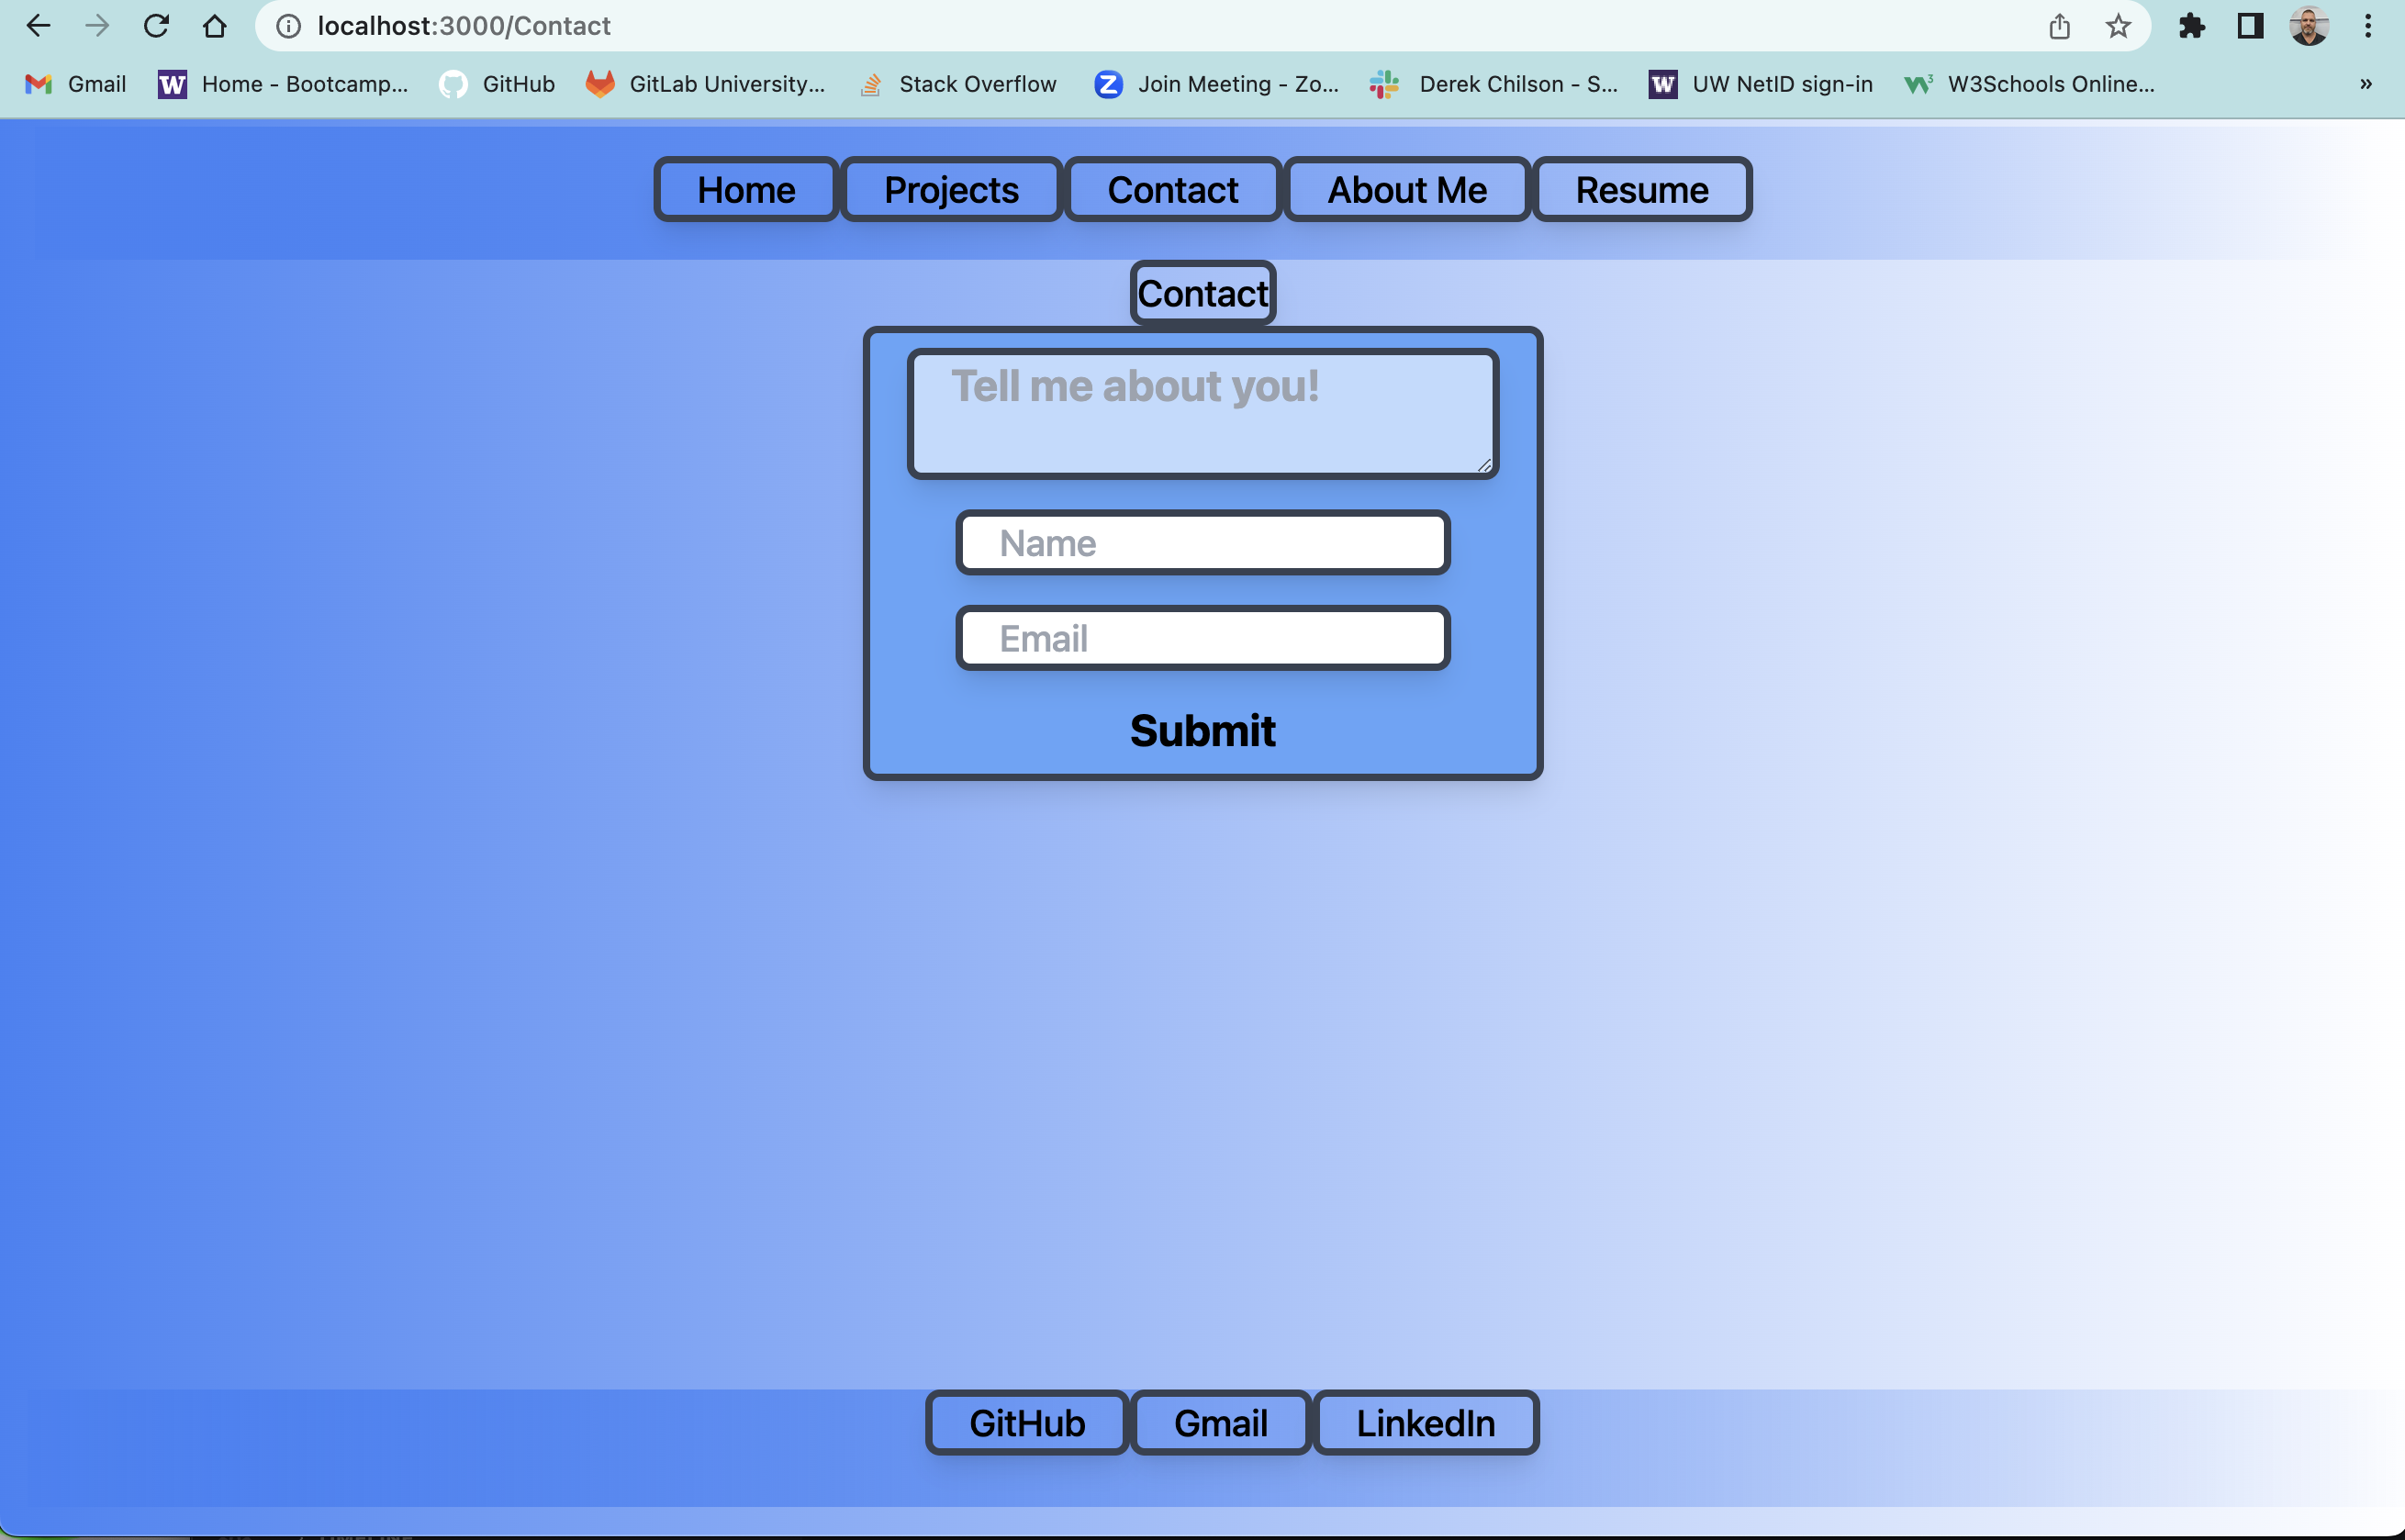 localhost:3000/Contact
Gmail Home - Bootcamp... GitHub GitLab University... Stack Overflow Join Meeting - Zo... Derek Chilson - S... UW NetID sign-in W3Schools Online... »
Home Projects Contact About Me Resume
Contact
Tell me about you!
Name
Email
Submit
GitHub Gmail LinkedIn